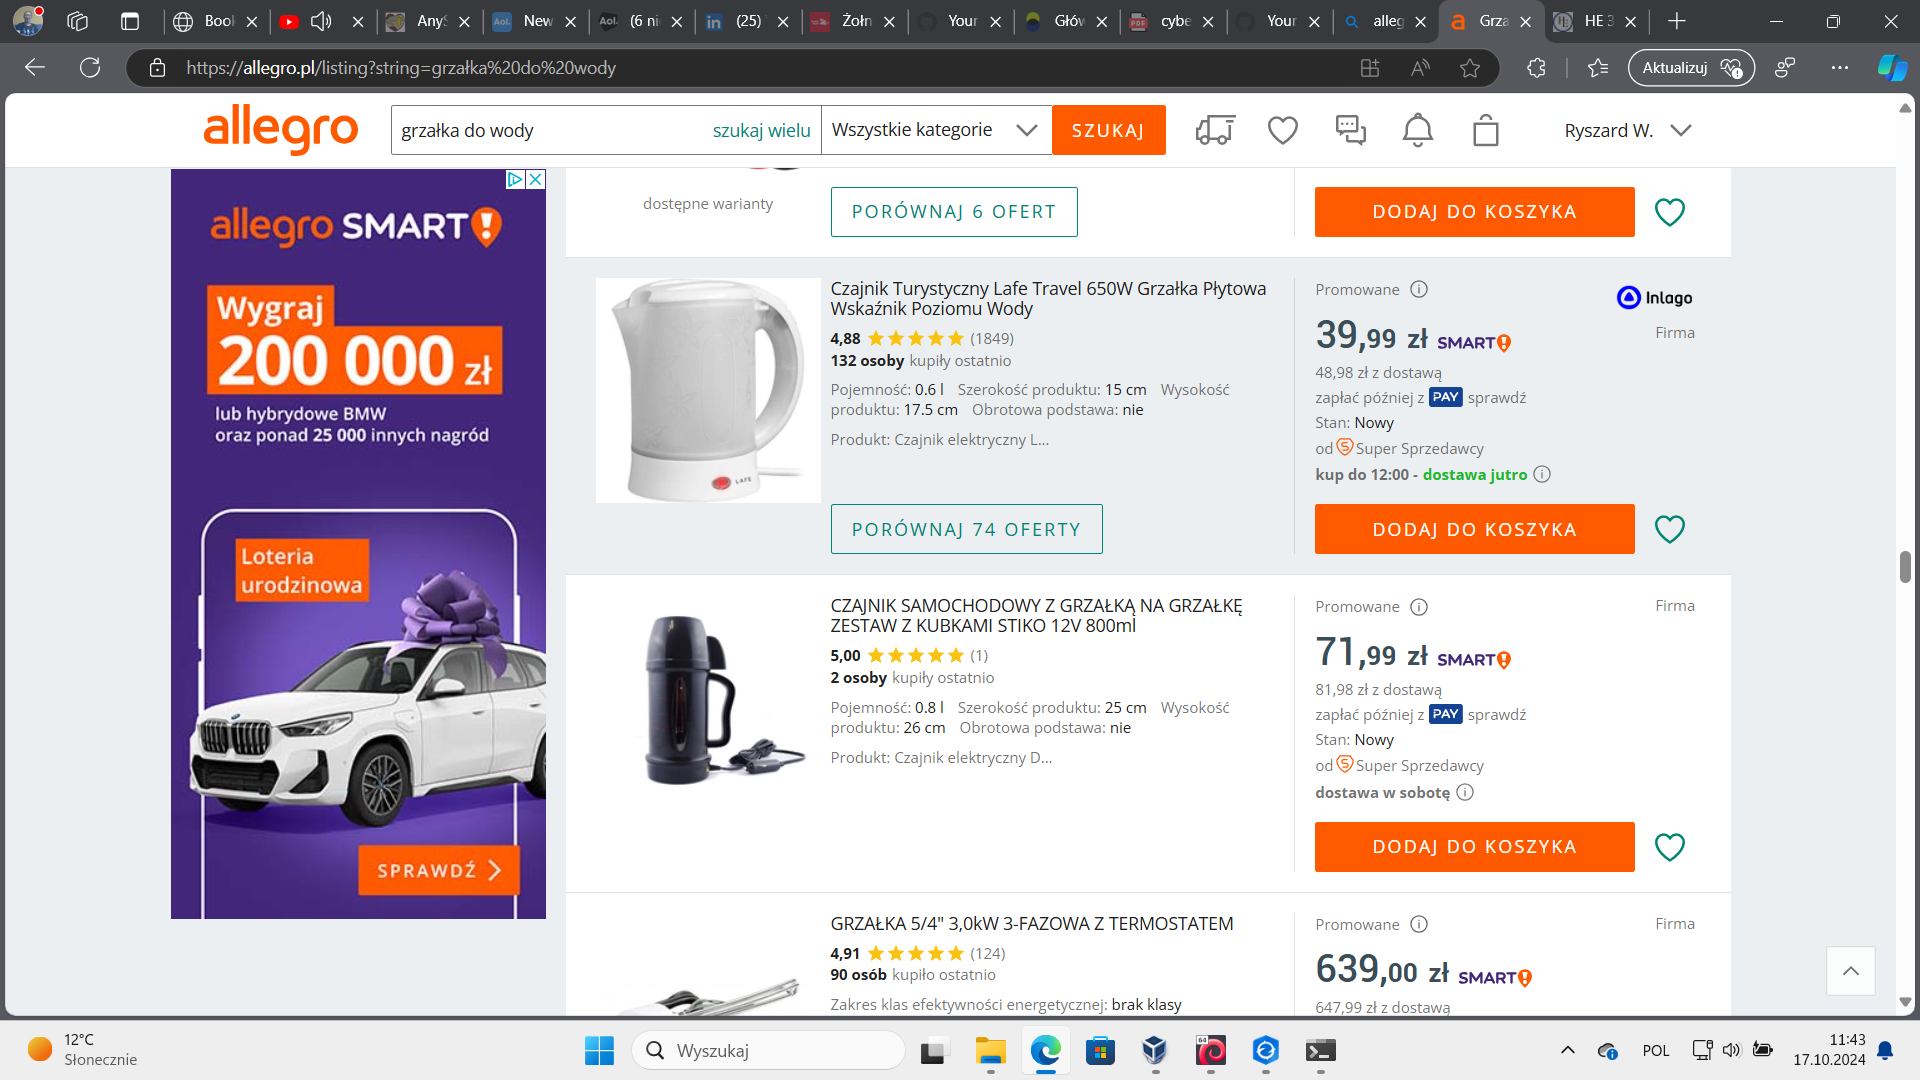 Book
AnyS
New
(6 ni
(25)
Żołn
Your
Głów
cybe
Your
alleg
Grza
HE 3
https://allegro.pl/listing?string=grzałka%20do%20wody
Aktualizuj
allegro
grzałka do wody
szukaj wielu
Wszystkie kategorie
SZUKAJ
Ryszard W.
allegro SMART!
Wygraj
200 000 zł
lub hybrydowe BMW
oraz ponad 25 000 innych nagród
Loteria
urodzinowa
SPRAWDŹ
dostępne warianty
PORÓWNAJ 6 OFERT
DODAJ DO KOSZYKA
Czajnik Turystyczny Lafe Travel 650W Grzałka Płytowa
Wskaźnik Poziomu Wody
4,88 (1849)
132 osoby kupiły ostatnio
Pojemność: 0.6 l Szerokość produktu: 15 cm Wysokość
produktu: 17.5 cm Obrotowa podstawa: nie
Produkt: Czajnik elektryczny L...
PORÓWNAJ 74 OFERTY
LAFE
Promowane
Inlago
39,99 zł SMART!
Firma
48,98 zł z dostawą
zapłać później z PAY sprawdź
Stan: Nowy
od Super Sprzedawcy
kup do 12:00 - dostawa jutro
DODAJ DO KOSZYKA
CZAJNIK SAMOCHODOWY Z GRZAŁKĄ NA GRZAŁKĘ
ZESTAW Z KUBKAMI STIKO 12V 800ml
5,00 (1)
2 osoby kupiły ostatnio
Pojemność: 0.8 l Szerokość produktu: 25 cm Wysokość
produktu: 26 cm Obrotowa podstawa: nie
Produkt: Czajnik elektryczny D...
Promowane
Firma
71,99 zł SMART!
81,98 zł z dostawą
zapłać później z PAY sprawdź
Stan: Nowy
od Super Sprzedawcy
dostawa w sobotę
DODAJ DO KOSZYKA
GRZAŁKA 5/4" 3,0kW 3-FAZOWA Z TERMOSTATEM
4,91 (124)
90 osób kupiło ostatnio
Zakres klas efektywności energetycznej: brak klasy
Promowane
Firma
639,00 zł SMART!
647,99 zł z dostawą
12°C
Słonecznie
Wyszukaj
64
POL
11:43
17.10.2024